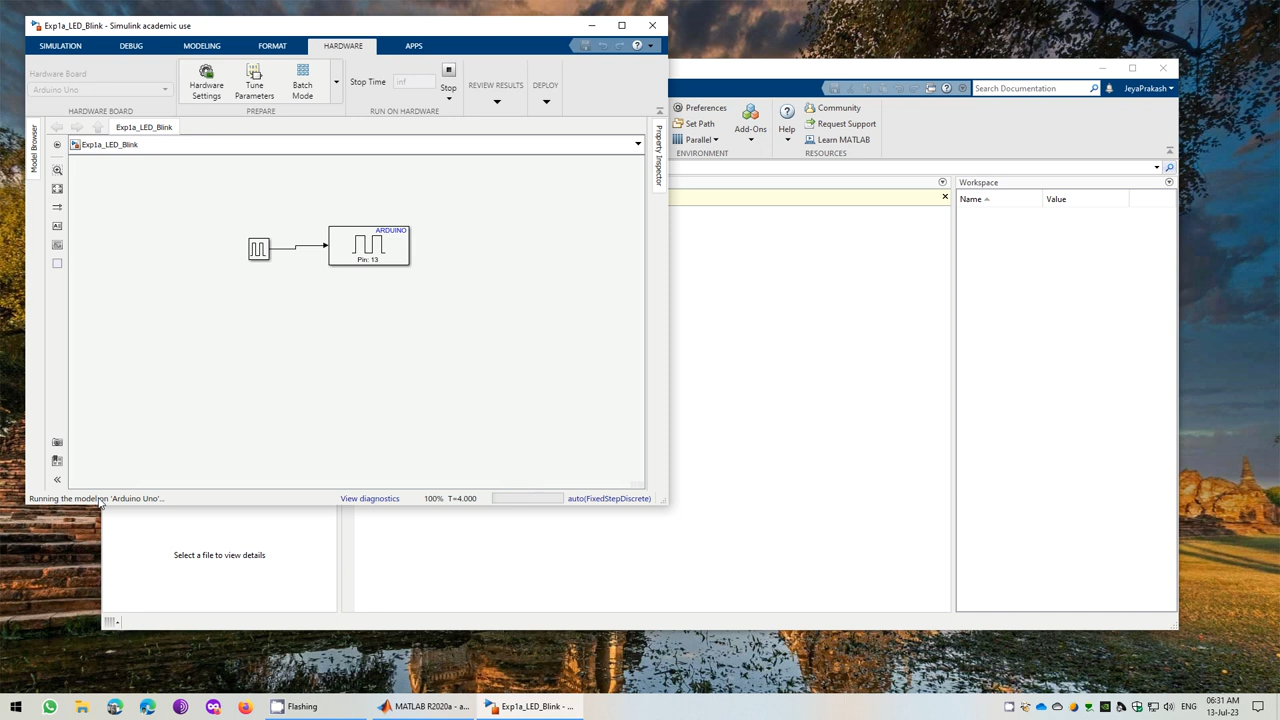 Exp1a_LED_Blink - Simulink academic use
SIMULATION DEBUG MODELING FORMAT HARDWARE APPS
Hardware Board
Arduino Uno
HARDWARE BOARD
Hardware Settings
Tune Parameters
Batch Mode
PREPARE
Stop Time inf
Stop
RUN ON HARDWARE
REVIEW RESULTS
DEPLOY
Search Documentation
JeyaPrakash
Preferences
Set Path
Parallel
ENVIRONMENT
Add-Ons
Help
Community
Request Support
Learn MATLAB
RESOURCES
Model Browser
Exp1a_LED_Blink
Exp1a_LED_Blink
Property Inspector
Workspace
Name Value
ARDUINO
Pin: 13
Running the model on 'Arduino Uno'...
View diagnostics
100% T=4.000
auto(FixedStepDiscrete)
Select a file to view details
Flashing
MATLAB R2020a - a...
Exp1a_LED_Blink - ...
ENG
06:31 AM
13-Jul-23